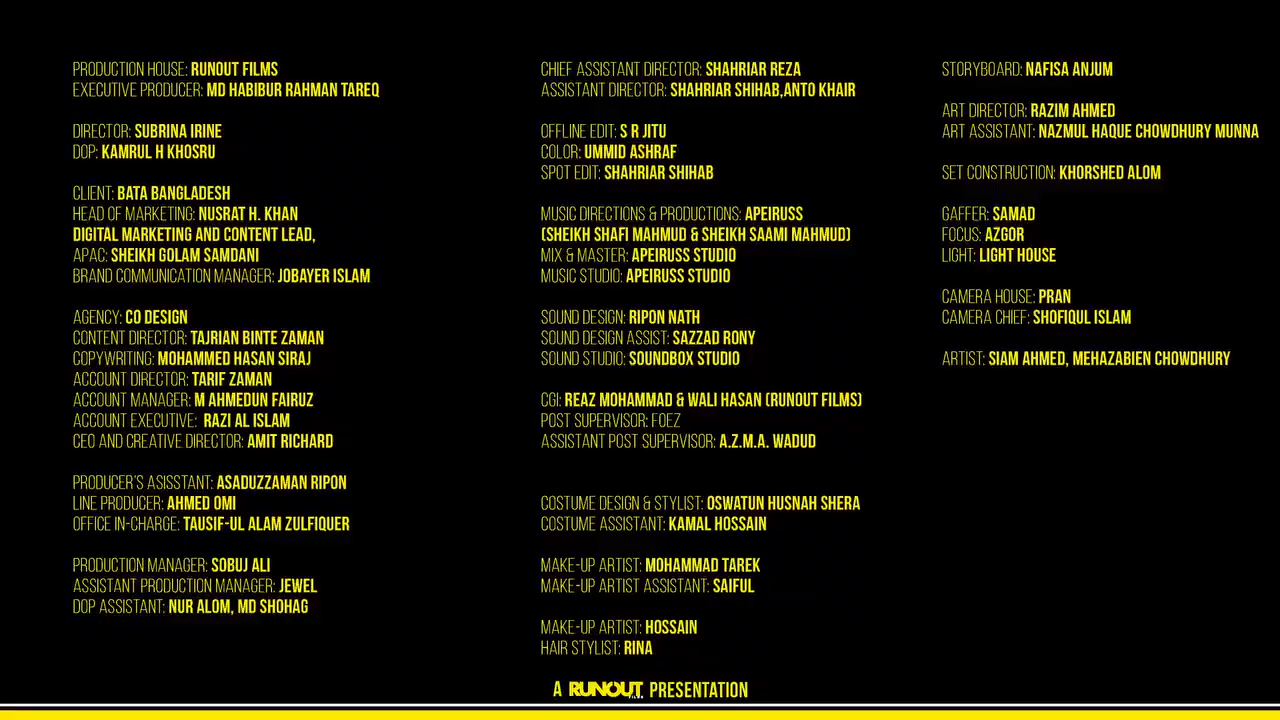 PRODUCTION HOUSE: RUNOUT FILMS
EXECUTIVE PRODUCER: MD HABIBUR RAHMAN TAREQ
DIRECTOR: SUBRINA IRINE
DOP: KAMRUL H KHOSRU
CLIENT: BATA BANGLADESH
HEAD OF MARKETING: NUSRAT H. KHAN
DIGITAL MARKETING AND CONTENT LEAD,
APAC: SHEIKH GOLAM SAMDANI
BRAND COMMUNICATION MANAGER: JOBAYER ISLAM
AGENCY: CO DESIGN
CONTENT DIRECTOR: TAJRIAN BINTE ZAMAN
COPYWRITING: MOHAMMED HASAN SIRAJ
ACCOUNT DIRECTOR: TARIF ZAMAN
ACCOUNT MANAGER: M AHMEDUN FAIRUZ
ACCOUNT EXECUTIVE: RAZI AL ISLAM
CEO AND CREATIVE DIRECTOR: AMIT RICHARD
PRODUCER'S ASISSTANT: ASADUZZAMAN RIPON
LINE PRODUCER: AHMED OMI
OFFICE IN-CHARGE: TAUSIF-UL ALAM ZULFIQUER
PRODUCTION MANAGER: SOBUJ ALI
ASSISTANT PRODUCTION MANAGER: JEWEL
DOP ASSISTANT: NUR ALOM, MD SHOHAG
CHIEF ASSISTANT DIRECTOR: SHAHRIAR REZA
ASSISTANT DIRECTOR: SHAHRIAR SHIHAB,ANTO KHAIR
OFFLINE EDIT: S R JITU
COLOR: UMMID ASHRAF
SPOT EDIT: SHAHRIAR SHIHAB
MUSIC DIRECTIONS & PRODUCTIONS: APEIRUSS
(SHEIKH SHAFI MAHMUD & SHEIKH SAAMI MAHMUD)
MIX & MASTER: APEIRUSS STUDIO
MUSIC STUDIO: APEIRUSS STUDIO
SOUND DESIGN: RIPON NATH
SOUND DESIGN ASSIST: SAZZAD RONY
SOUND STUDIO: SOUNDBOX STUDIO
CGI: REAZ MOHAMMAD & WALI HASAN (RUNOUT FILMS)
POST SUPERVISOR: FOEZ
ASSISTANT POST SUPERVISOR: A.Z.M.A. WADUD
COSTUME DESIGN & STYLIST: OSWATUN HUSNAH SHERA
COSTUME ASSISTANT: KAMAL HOSSAIN
MAKE-UP ARTIST: MOHAMMAD TAREK
MAKE-UP ARTIST ASSISTANT: SAIFUL
MAKE-UP ARTIST: HOSSAIN
HAIR STYLIST: RINA
STORYBOARD: NAFISA ANJUM
ART DIRECTOR: RAZIM AHMED
ART ASSISTANT: NAZMUL HAQUE CHOWDHURY MUNNA
SET CONSTRUCTION: KHORSHED ALOM
GAFFER: SAMAD
FOCUS: AZGOR
LIGHT: LIGHT HOUSE
CAMERA HOUSE: PRAN
CAMERA CHIEF: SHOFIQUL ISLAM
ARTIST: SIAM AHMED, MEHAZABIEN CHOWDHURY
A RUNOUT PRESENTATION